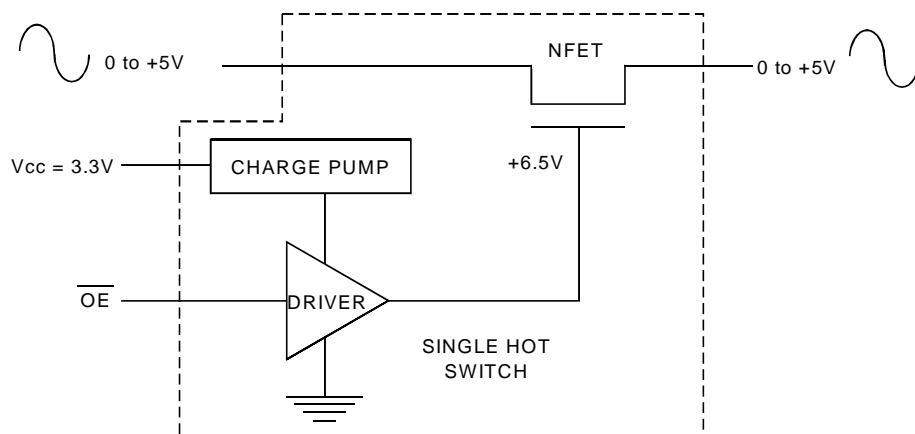 NFET
0 to +5V
0 to +5V
Vcc = 3.3V
CHARGE PUMP
+6.5V
OE
DRIVER
SINGLE HOT
SWITCH